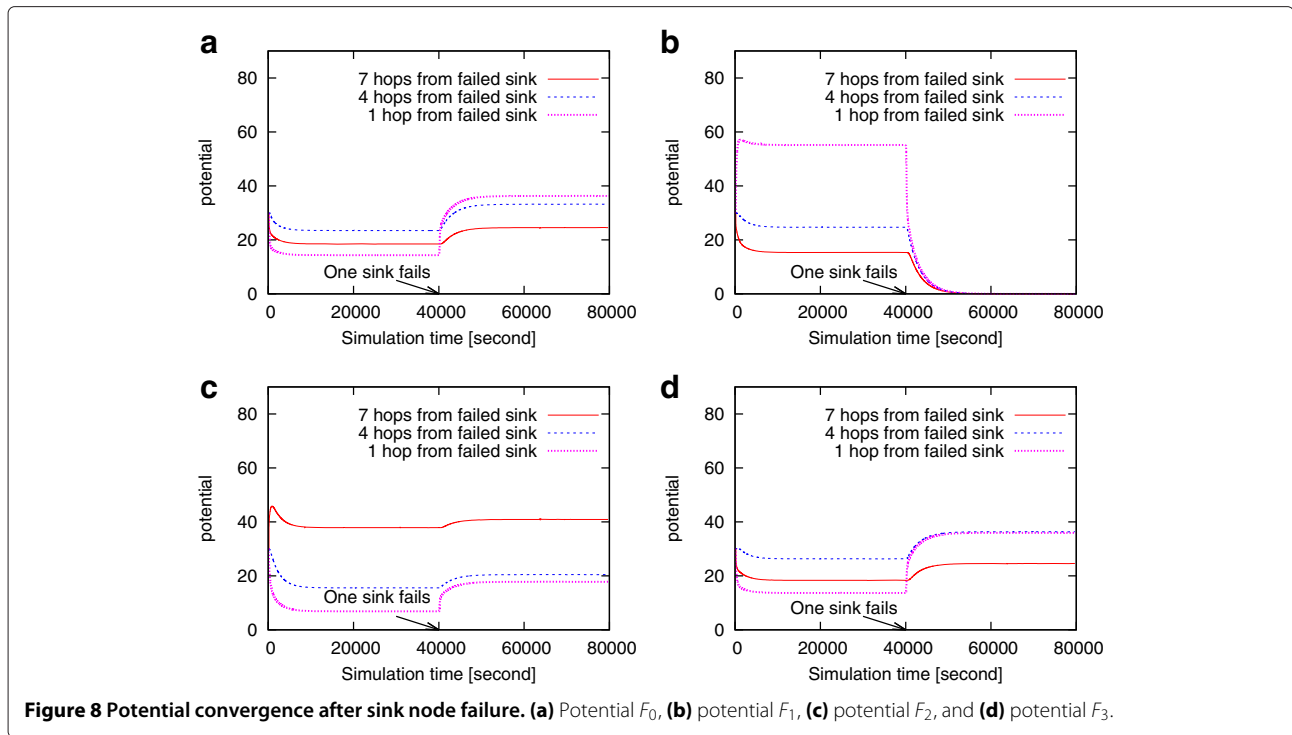 a
80
60
40
20
0
potential
7 hops from failed sink
4 hops from failed sink
1 hop from failed sink
One sink fails
0 20000 40000 60000 80000
Simulation time [second]
b
80
60
40
20
0
potential
7 hops from failed sink
4 hops from failed sink
1 hop from failed sink
One sink fails
0 20000 40000 60000 80000
Simulation time [second]
c
80
60
40
20
0
potential
7 hops from failed sink
4 hops from failed sink
1 hop from failed sink
One sink fails
0 20000 40000 60000 80000
Simulation time [second]
d
80
60
40
20
0
potential
7 hops from failed sink
4 hops from failed sink
1 hop from failed sink
One sink fails
0 20000 40000 60000 80000
Simulation time [second]
Figure 8 Potential convergence after sink node failure. (a) Potential F0, (b) potential F1, (c) potential F2, and (d) potential F3.